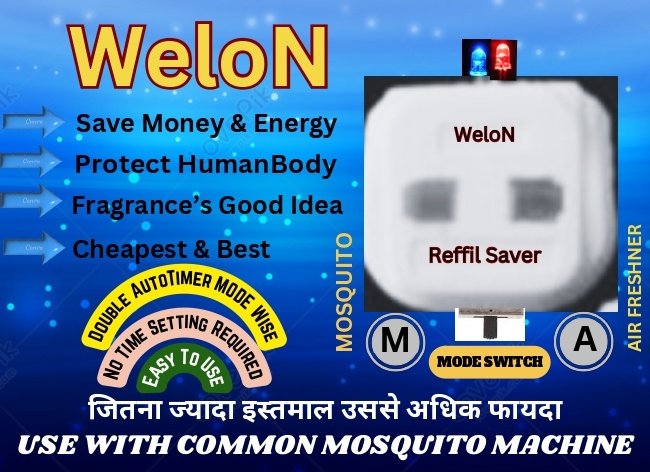 WeloN
Save Money & Energy
Protect HumanBody
Fragrance's Good Idea
Cheapest & Best
DOUBLE AUTOTIMER MODE WISE
NO TIME SETTING REQUIRED
EASY TO USE
WeloN
Reffil Saver
MOSQUITO
AIR FRESHNER
M
A
MODE SWITCH
जितना ज्यादा इस्तमाल उससे अधिक फायदा
USE WITH COMMON MOSQUITO MACHINE